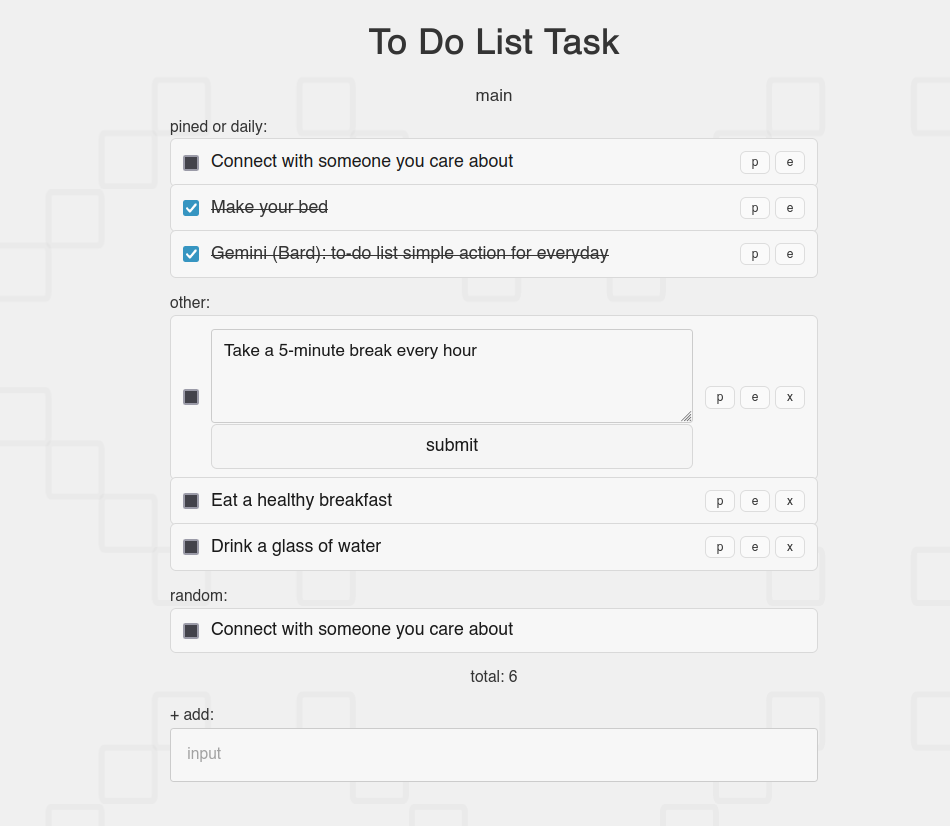 To Do List Task
main
pined or daily:
Connect with someone you care about p e
Make your bed p e
Gemini (Bard): to-do list simple action for everyday p e
other:
Take a 5-minute break every hour
p e x
submit
Eat a healthy breakfast p e x
Drink a glass of water p e x
random:
Connect with someone you care about
total: 6
+ add:
input